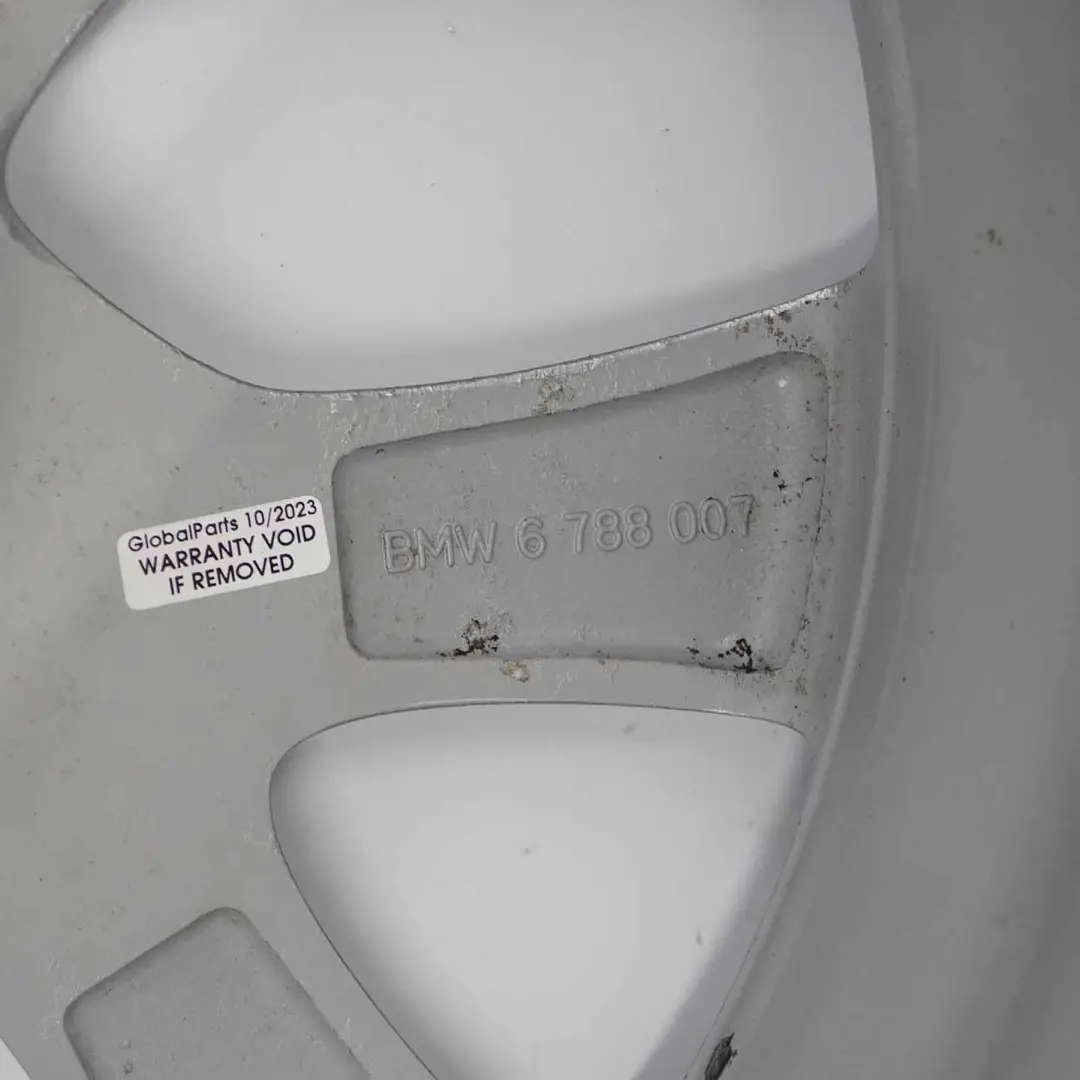 GlobalParts 10/2023
WARRANTY VOID
IF REMOVED
BMW 6 788 007